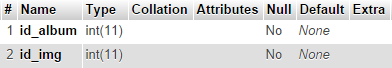 # Name Type Collation Attributes Null Default Extra
1 id_album int(11) No None
2 id_img int(11) No None